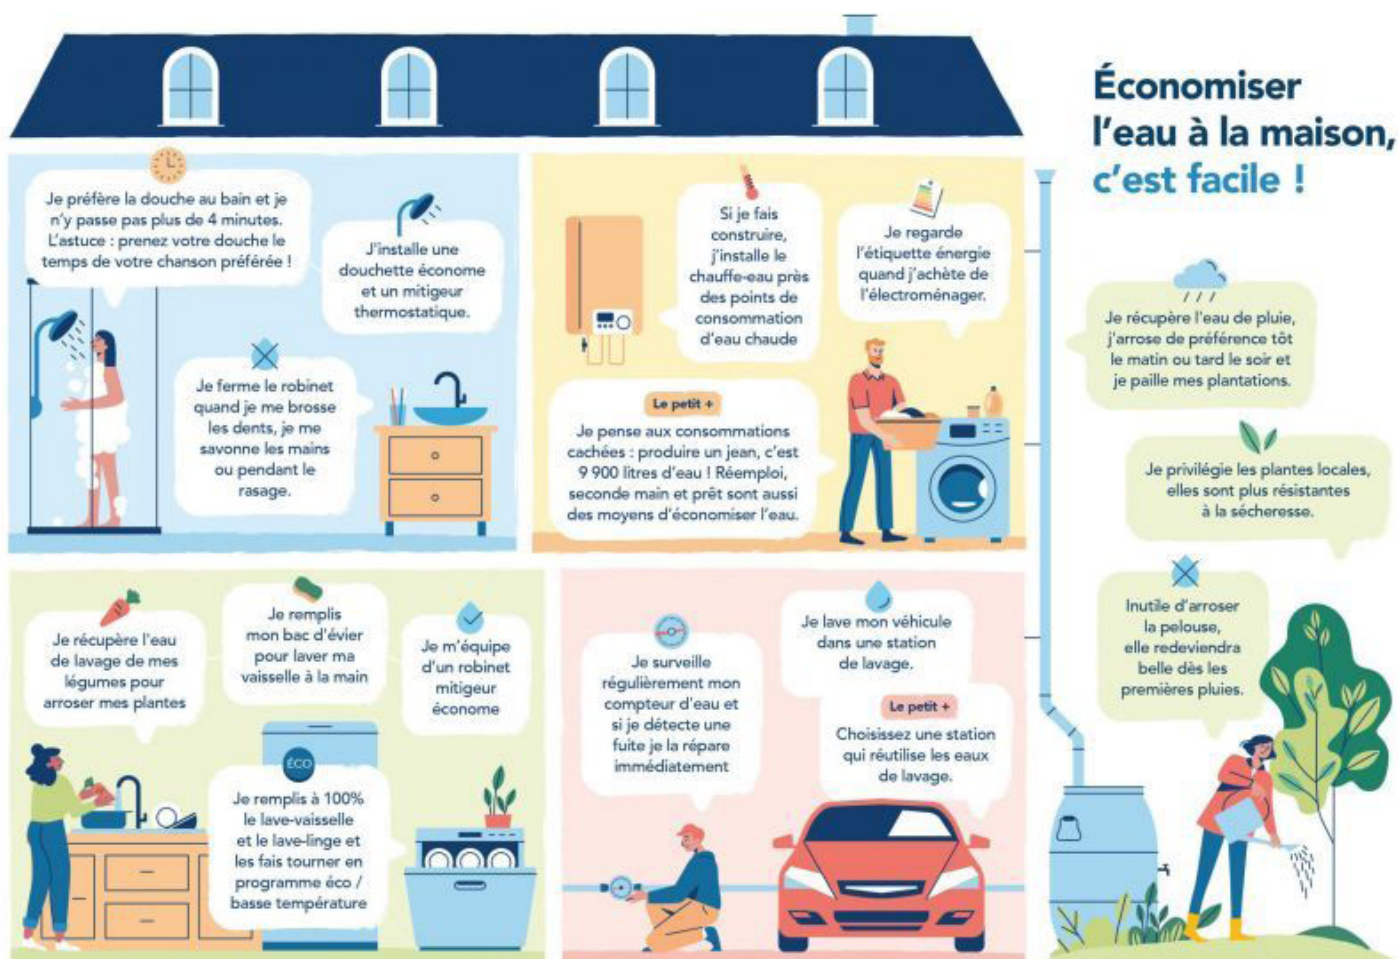 Économiser
l'eau à la maison,
c'est facile !
Je préfère la douche au bain et je
n'y passe pas plus de 4 minutes.
L'astuce : prenez votre douche le
temps de votre chanson préférée !
J'installe une
douchette économe
et un mitigeur
thermostatique.
Je ferme le robinet
quand je me brosse
les dents, je me
savonne les mains
ou pendant le
rasage.
Si je fais
construire,
j'installe le
chauffe-eau près
des points de
consommation
d'eau chaude
Je regarde
l'étiquette énergie
quand j'achète de
l'électroménager.
Le petit +
Je pense aux consommations
cachées : produire un jean, c'est
9 900 litres d'eau ! Réemploi,
seconde main et prêt sont aussi
des moyens d'économiser l'eau.
Je récupère l'eau de pluie,
j'arrose de préférence tôt
le matin ou tard le soir et
je paille mes plantations.
Je privilégie les plantes locales,
elles sont plus résistantes
à la sécheresse.
Inutile d'arroser
la pelouse,
elle redeviendra
belle dès les
premières pluies.
Je récupère l'eau
de lavage de mes
légumes pour
arroser mes plantes
Je remplis
mon bac d'évier
pour laver ma
vaisselle à la main
Je m'équipe
d'un robinet
mitigeur
économe
ÉCO
Je remplis à 100%
le lave-vaisselle
et le lave-linge et
les fais tourner en
programme éco /
basse température
Je surveille
régulièrement mon
compteur d'eau et
si je détecte une
fuite je la répare
immédiatement
Je lave mon véhicule
dans une station
de lavage.
Le petit +
Choisissez une station
qui réutilise les eaux
de lavage.